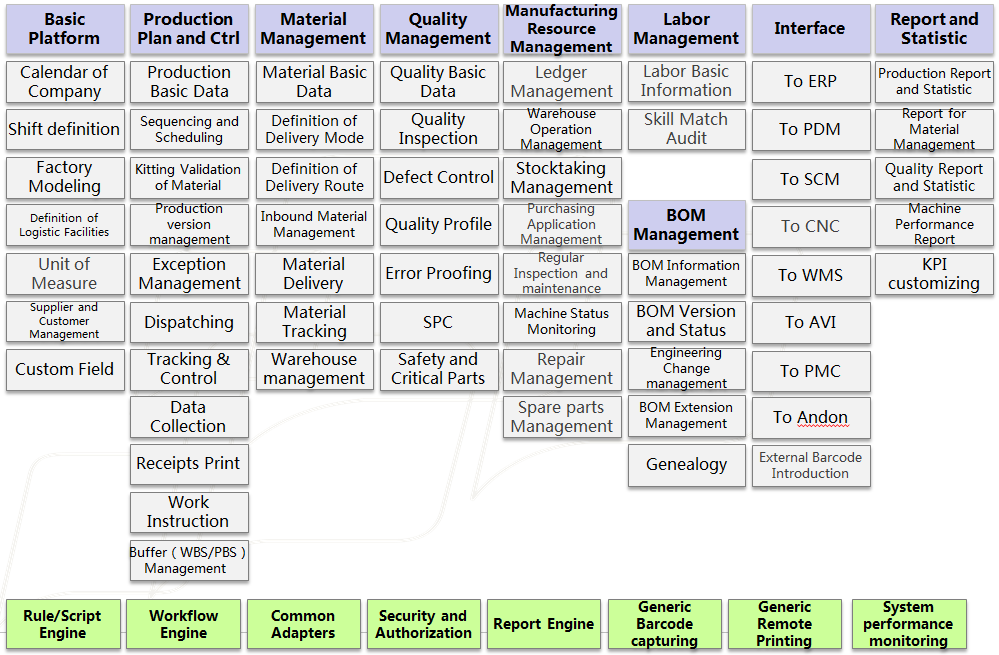 Basic
Platform
Calendar of
Company
Shift definition
Factory
Modeling
Definition of
Logistic Facilities
Unit of
Measure
Supplier and
Customer
Management
Custom Field
Production
Plan and Ctrl
Production
Basic Data
Sequencing and
Scheduling
Kitting Validation
of Material
Production
version
management
Exception
Management
Dispatching
Tracking &
Control
Data
Collection
Receipts Print
Work
Instruction
Buffer ( WBS/PBS )
Management
Material
Management
Material Basic
Data
Definition of
Delivery Mode
Definition of
Delivery Route
Inbound Material
Management
Material
Delivery
Material
Tracking
Warehouse
management
Quality
Management
Quality Basic
Data
Quality
Inspection
Defect Control
Quality Profile
Error Proofing
SPC
Safety and
Critical Parts
Manufacturing
Resource
Management
Ledger
Management
Warehouse
Operation
Management
Stocktaking
Management
Purchasing
Application
Management
Regular
Inspection and
maintenance
Machine Status
Monitoring
Repair
Management
Spare parts
Management
Labor
Management
Labor Basic
Information
Skill Match
Audit
BOM
Management
BOM Information
Management
BOM Version
and Status
Engineering
Change
management
BOM Extension
Management
Genealogy
Interface
To ERP
To PDM
To SCM
To CNC
To WMS
To AVI
To PMC
To Andon
External Barcode
Introduction
Report and
Statistic
Production Report
and Statistic
Report for
Material
Management
Quality Report
and Statistic
Machine
Performance
Report
KPI
customizing
Rule/Script
Engine
Workflow
Engine
Common
Adapters
Security and
Authorization
Report Engine
Generic
Barcode
capturing
Generic
Remote
Printing
System
performance
monitoring